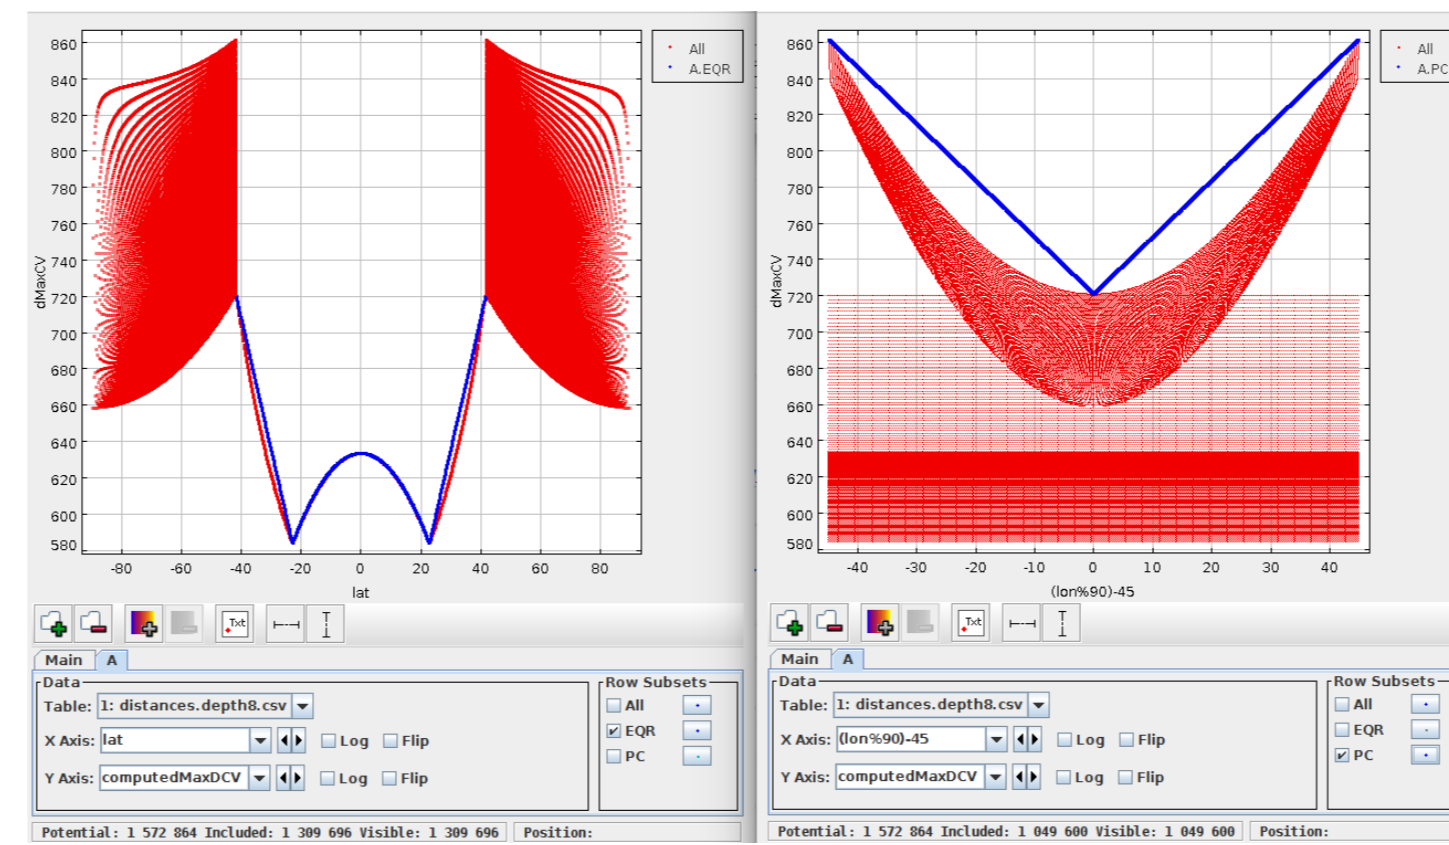 860
840
820
800
780
760
740
720
700
680
660
640
620
600
580
dMaxCV
-80 -60 -40 -20 0 20 40 60 80
lat
All
A.EQR
Txt
Main A
Data
Table: 1: distances.depth8.csv
X Axis: lat Log Flip
Y Axis: computedMaxDCV Log Flip
Row Subsets
All
EQR
PC
Potential: 1 572 864 Included: 1 309 696 Visible: 1 309 696 Position:
860
840
820
800
780
760
740
720
700
680
660
640
620
600
580
dMaxCV
-40 -30 -20 -10 0 10 20 30 40
(lon%90)-45
All
A.PC
Txt
Main A
Data
Table: 1: distances.depth8.csv
X Axis: (lon%90)-45 Log Flip
Y Axis: computedMaxDCV Log Flip
Row Subsets
All
EQR
PC
Potential: 1 572 864 Included: 1 049 600 Visible: 1 049 600 Position: